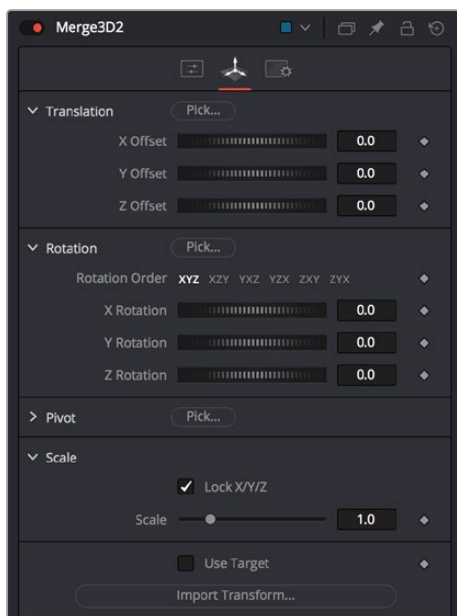 Merge3D2
Translation Pick...
X Offset 0.0
Y Offset 0.0
Z Offset 0.0
Rotation Pick...
Rotation Order XYZ XZY YXZ YZX ZXY ZYX
X Rotation 0.0
Y Rotation 0.0
Z Rotation 0.0
Pivot Pick...
Scale
Lock X/Y/Z
Scale 1.0
Use Target
Import Transform...